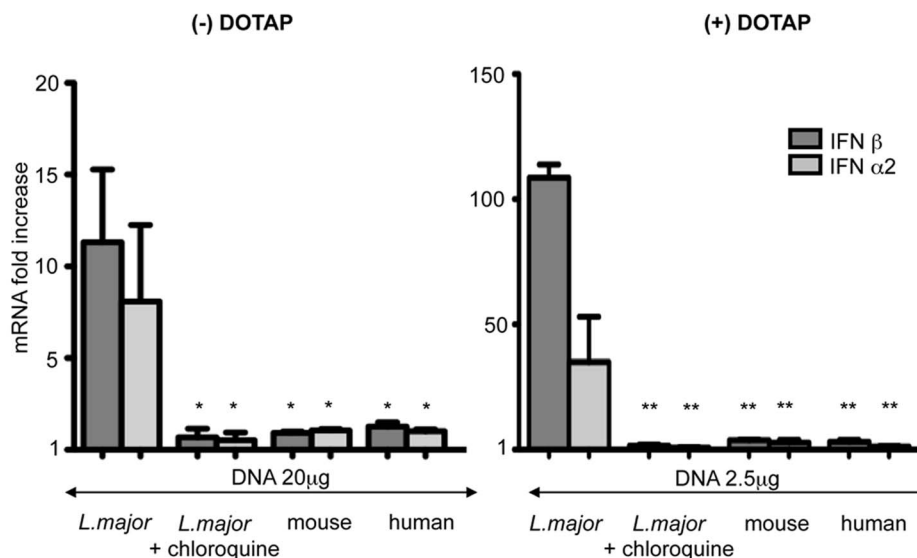 (-) DOTAP
(+) DOTAP
mRNA fold increase
20
15
10
5
1
* * * * * *
DNA 20μg
L.major
L.major
+ chloroquine
mouse
human
150
100
50
1
IFN β
IFN α2
** ** ** ** ** **
DNA 2.5μg
L.major
L.major
+ chloroquine
mouse
human